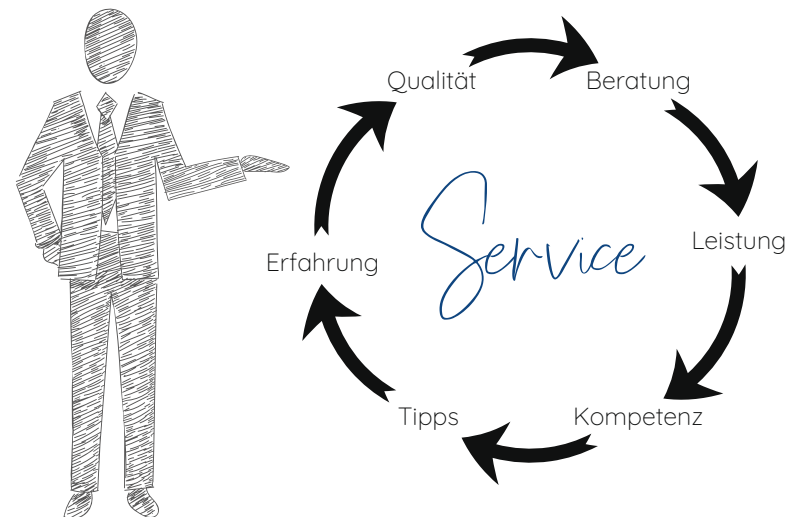 Qualität
Beratung
Leistung
Kompetenz
Tipps
Erfahrung
Service